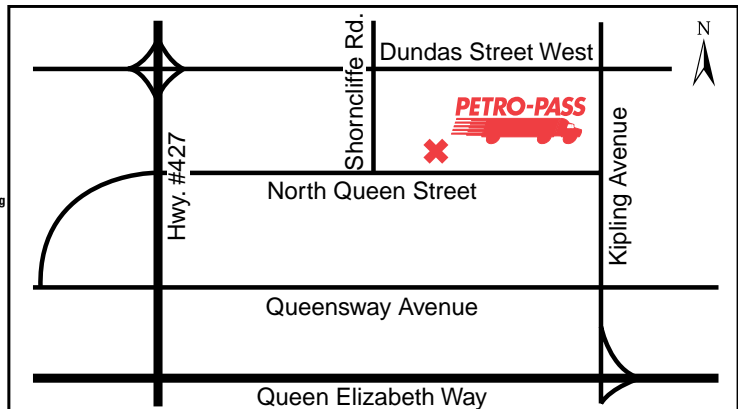 N
Dundas Street West
Shorncliffe Rd.
PETRO-PASS
Hwy. #427
North Queen Street
Kipling Avenue
g
Queensway Avenue
Queen Elizabeth Way